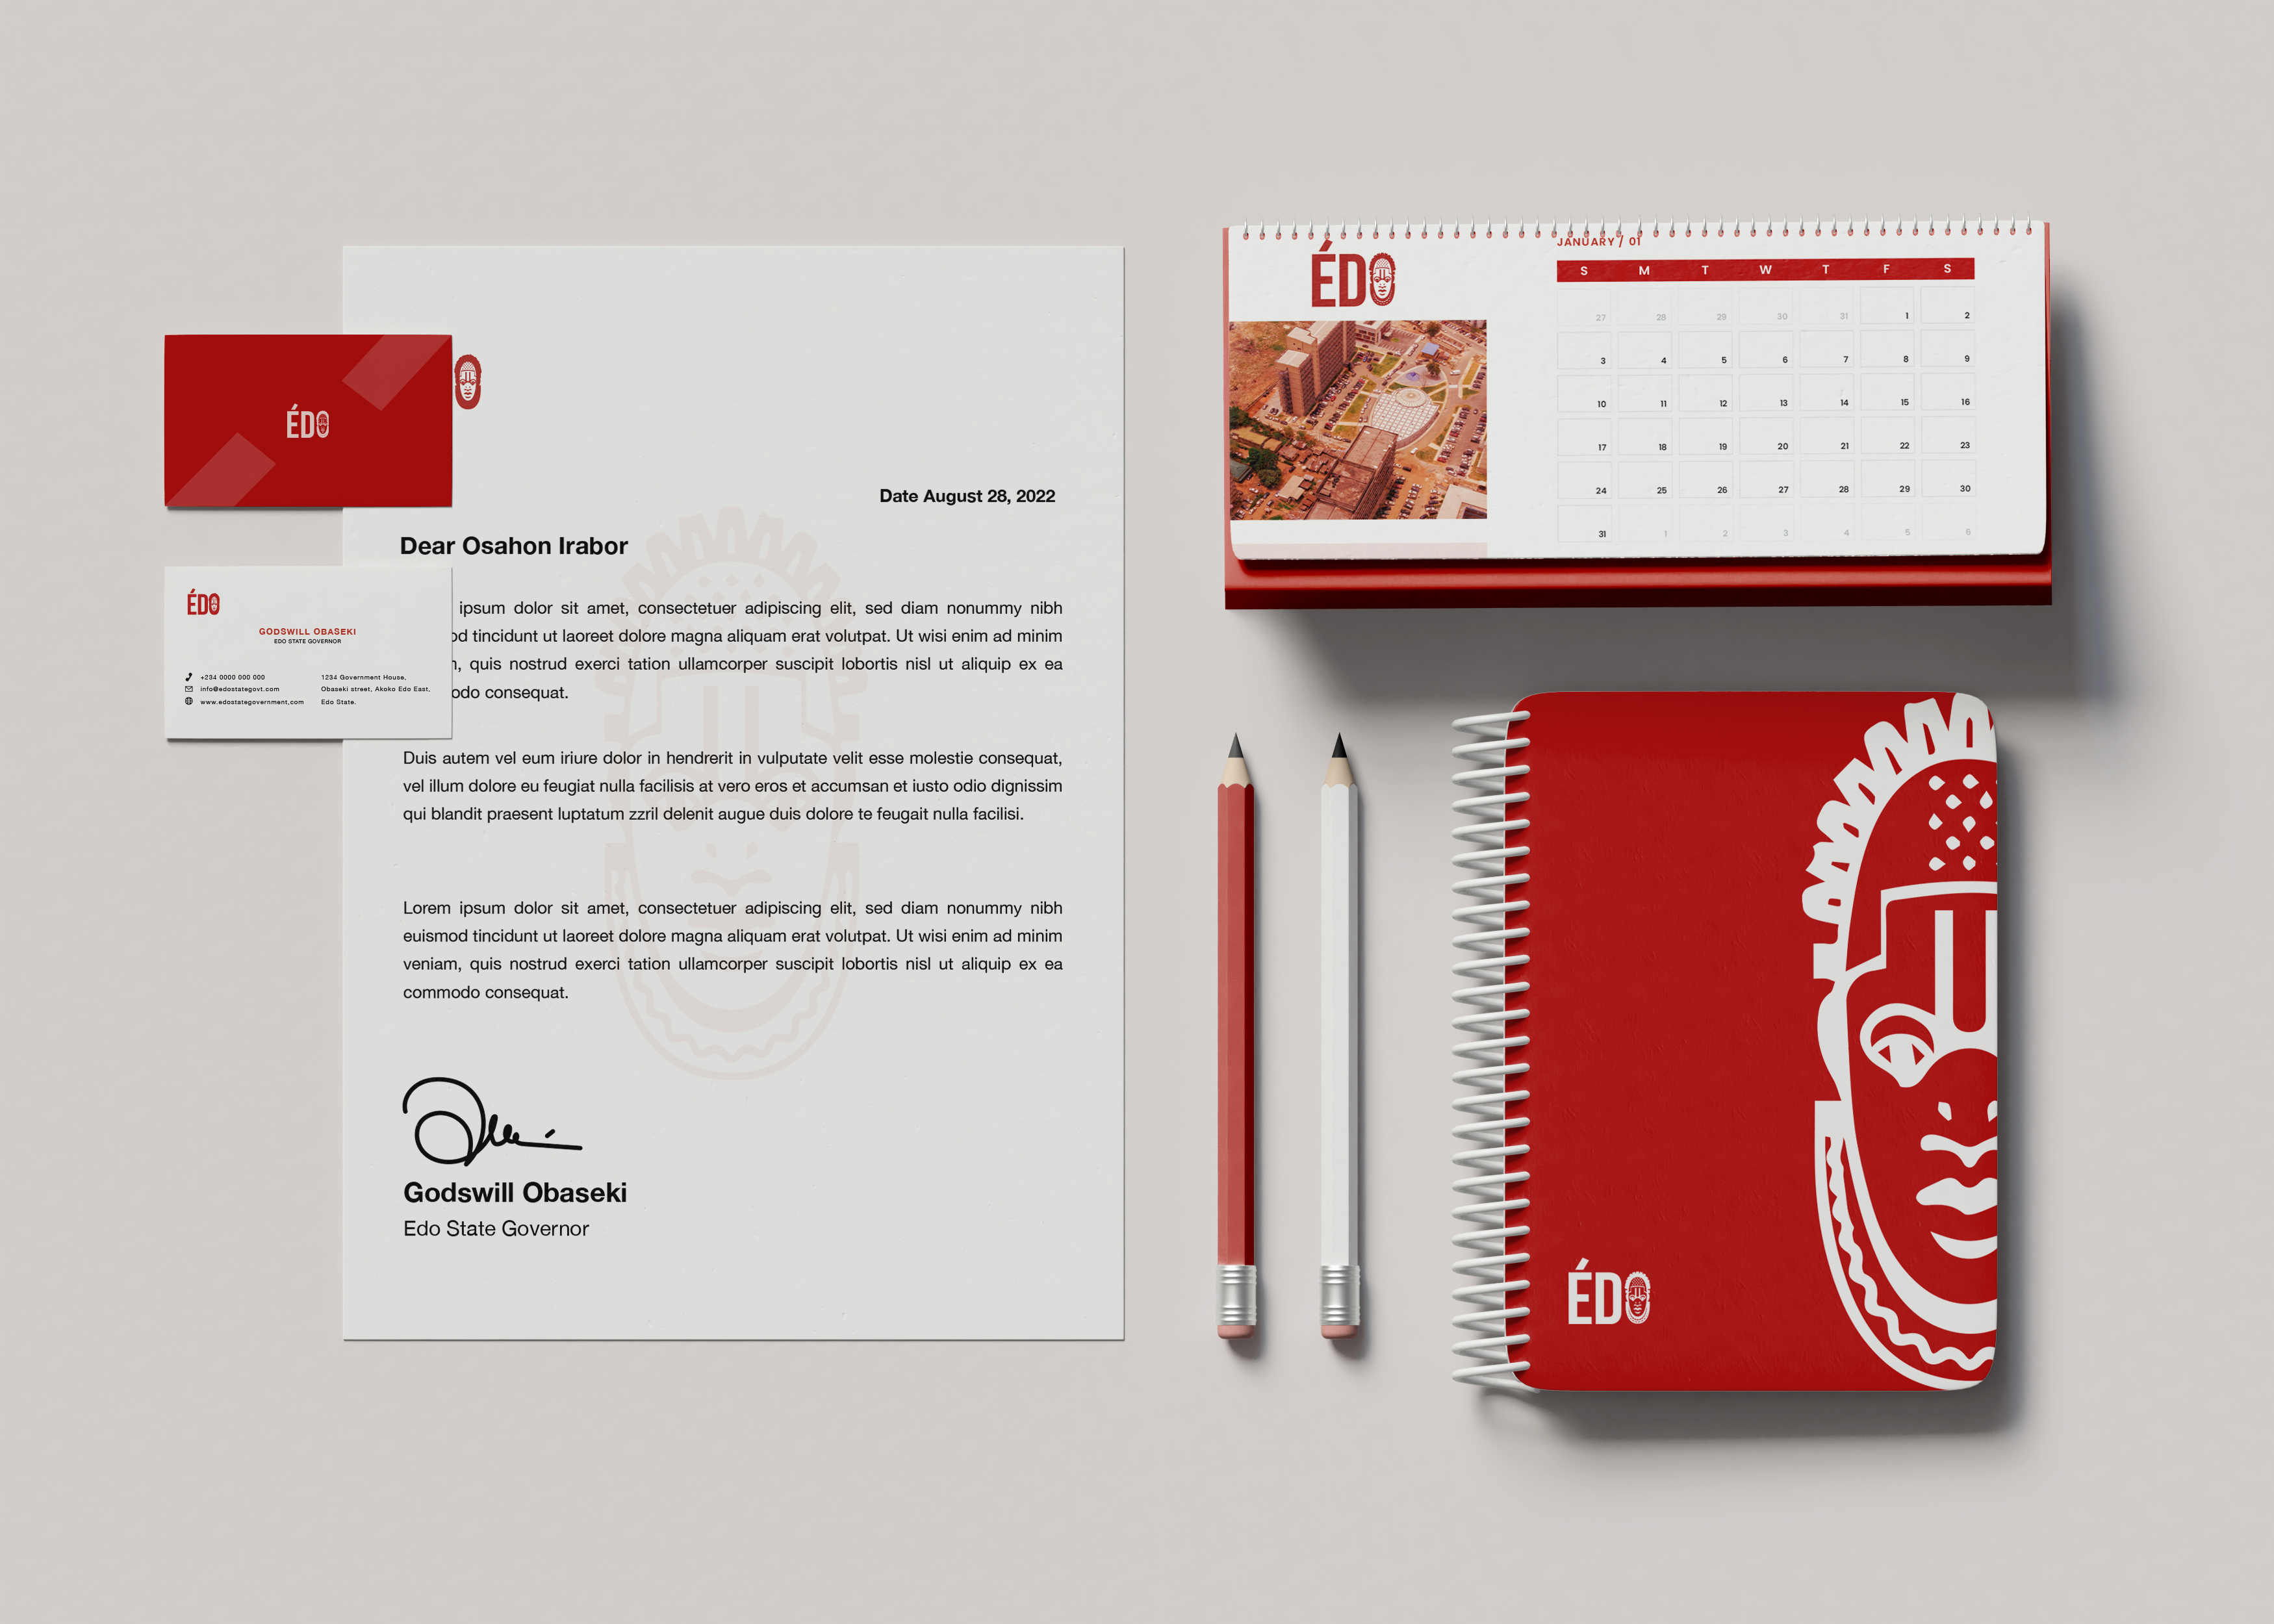 ÉDO
Date August 28, 2022
Dear Osahon Irabor
ipsum dolor sit amet, consectetuer adipiscing elit, sed diam nonummy nibh
od tincidunt ut laoreet dolore magna aliquam erat volutpat. Ut wisi enim ad minim
quis nostrud exerci tation ullamcorper suscipit lobortis nisl ut aliquip ex ea
odo consequat.
Duis autem vel eum iriure dolor in hendrerit in vulputate velit esse molestie consequat,
vel illum dolore eu feugiat nulla facilisis at vero eros et accumsan et iusto odio dignissim
qui blandit praesent luptatum zzril delenit augue duis dolore te feugait nulla facilisi.
Lorem ipsum dolor sit amet, consectetuer adipiscing elit, sed diam nonummy nibh
euismod tincidunt ut laoreet dolore magna aliquam erat volutpat. Ut wisi enim ad minim
veniam, quis nostrud exerci tation ullamcorper suscipit lobortis nisl ut aliquip ex ea
commodo consequat.
Godswill Obaseki
Edo State Governor
ÉDO
GODSWILL OBASEKI
EDO STATE GOVERNOR
+234 0000 000 000
info@edostategovt.com
www.edostategovernment.com
1234 Government House,
Obaseki street, Akoko Edo East,
Edo State.
ÉDO
JANUARY / 01
S M T W T F S
27 28 29 30 31 1 2
3 4 5 6 7 8 9
10 11 12 13 14 15 16
17 18 19 20 21 22 23
24 25 26 27 28 29 30
31 1 2 3 4 5 6
ÉDO